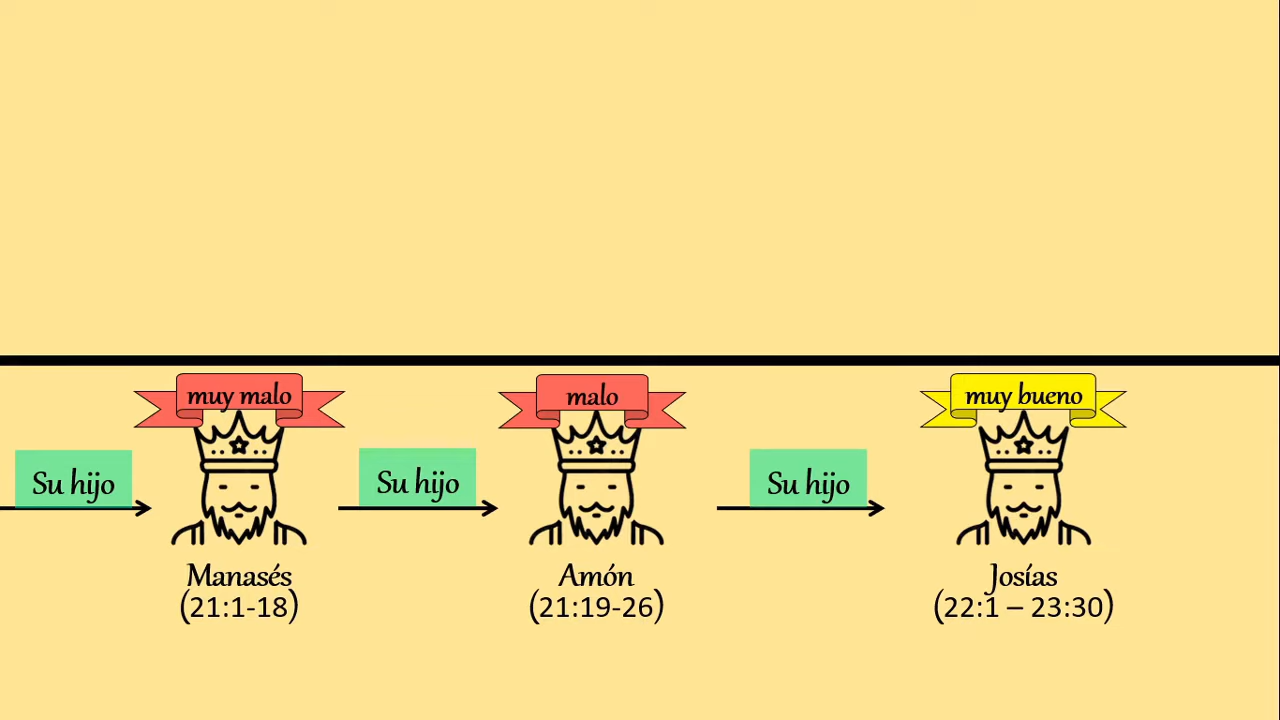 muy malo
malo
muy bueno
Su hijo
Su hijo
Su hijo
Manasés
(21:1-18)
Amón
(21:19-26)
Josías
(22:1 – 23:30)